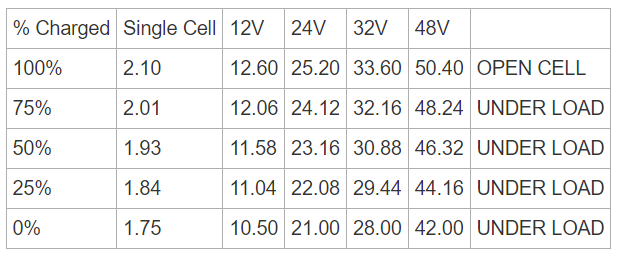 % Charged Single Cell 12V 24V 32V 48V
100% 2.10 12.60 25.20 33.60 50.40 OPEN CELL
75% 2.01 12.06 24.12 32.16 48.24 UNDER LOAD
50% 1.93 11.58 23.16 30.88 46.32 UNDER LOAD
25% 1.84 11.04 22.08 29.44 44.16 UNDER LOAD
0% 1.75 10.50 21.00 28.00 42.00 UNDER LOAD